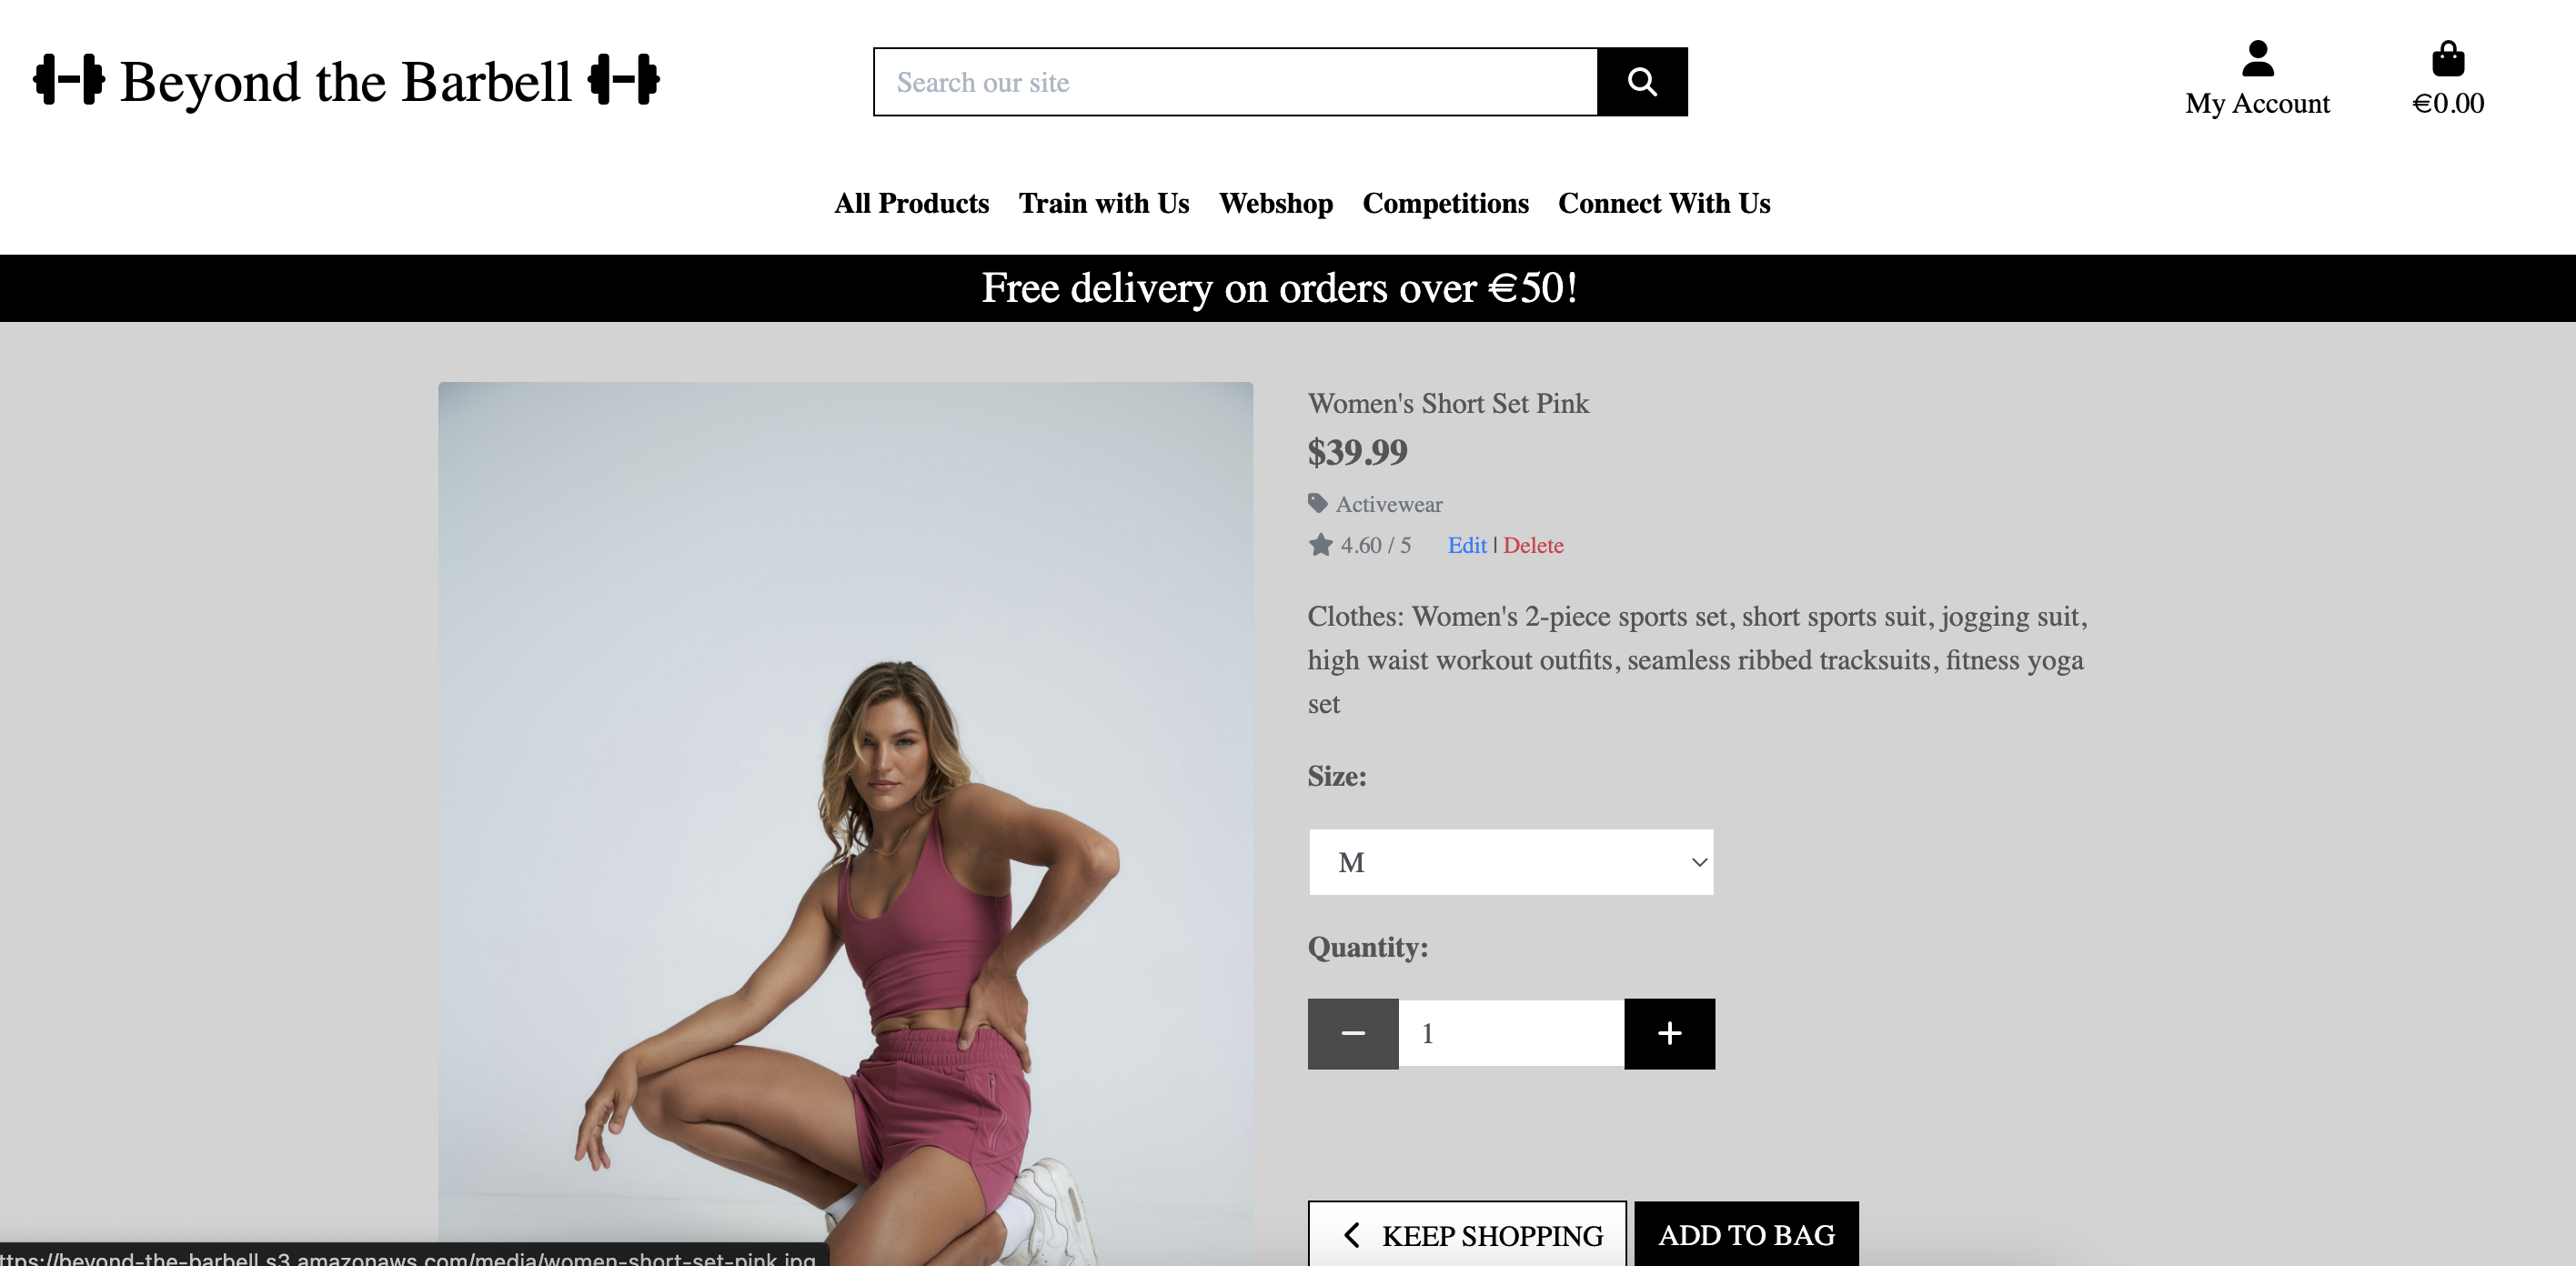 Beyond the Barbell
Search our site
My Account
€0.00
All Products Train with Us Webshop Competitions Connect With Us
Free delivery on orders over €50!
Women's Short Set Pink
$39.99
Activewear
4.60 / 5 Edit | Delete
Clothes: Women's 2-piece sports set, short sports suit, jogging suit,
high waist workout outfits, seamless ribbed tracksuits, fitness yoga
set
Size:
M
Quantity:
1
KEEP SHOPPING
ADD TO BAG
ttps://beyond-the-barbell.s3.amazonaws.com/media/women-short-set-pink.jpg